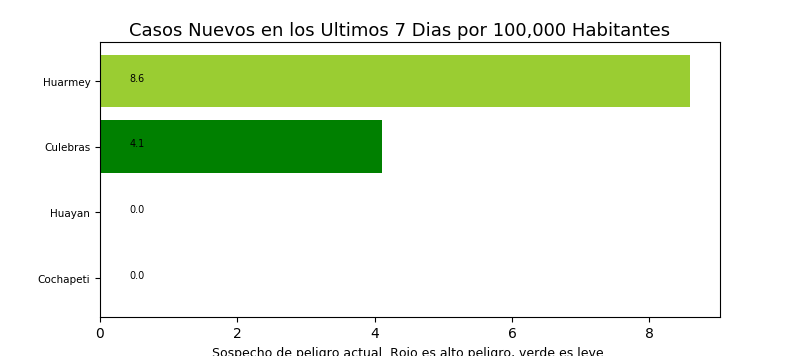 Casos Nuevos en los Ultimos 7 Dias por 100,000 Habitantes
Huarmey 8.6
Culebras 4.1
Huayan 0.0
Cochapeti 0.0
0 2 4 6 8
Sospecho de peligro actual. Rojo es alto peligro, verde es leve